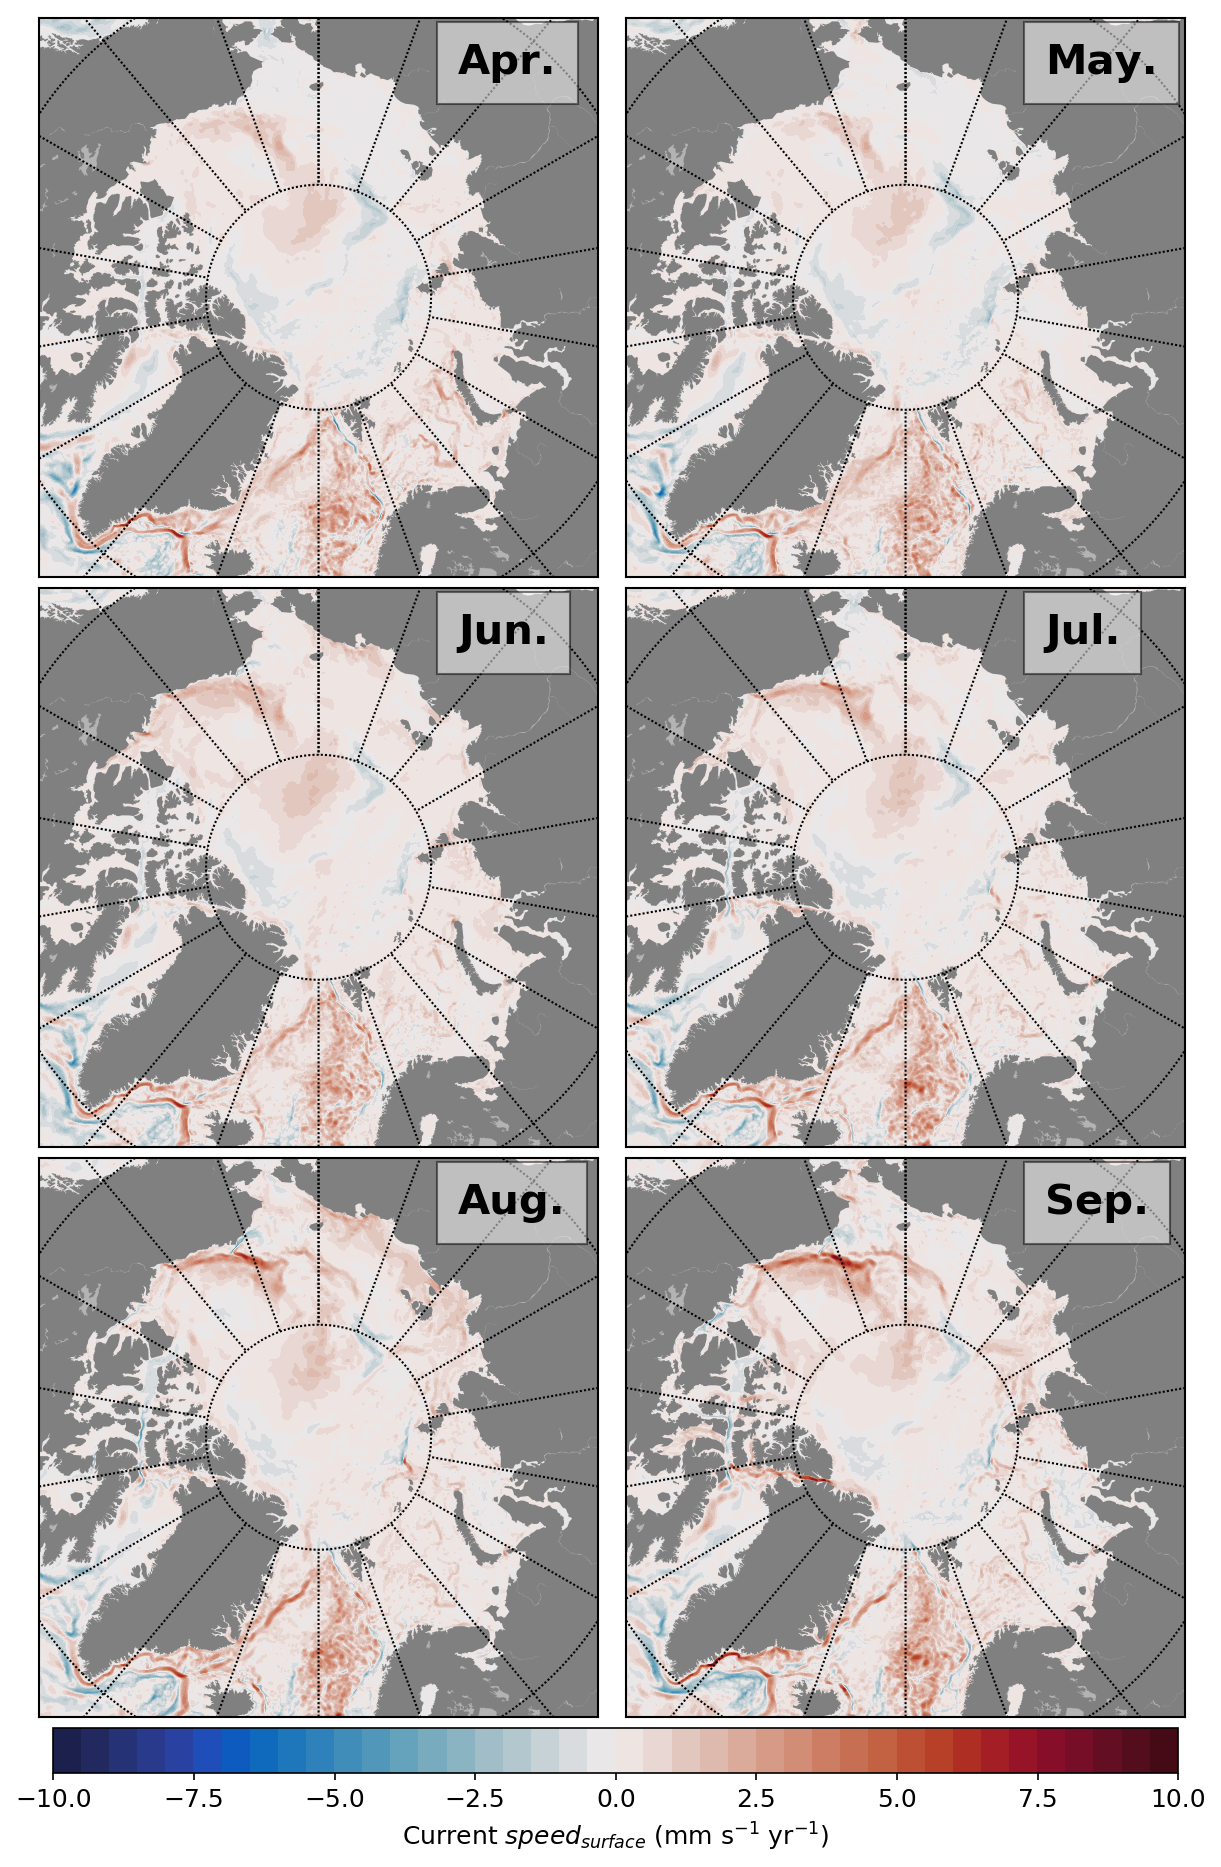 Apr.
May.
Jun.
Jul.
Aug.
Sep.
−10.0 −7.5 −5.0 −2.5 0.0 2.5 5.0 7.5 10.0
Current speed_surface (mm s⁻¹ yr⁻¹)